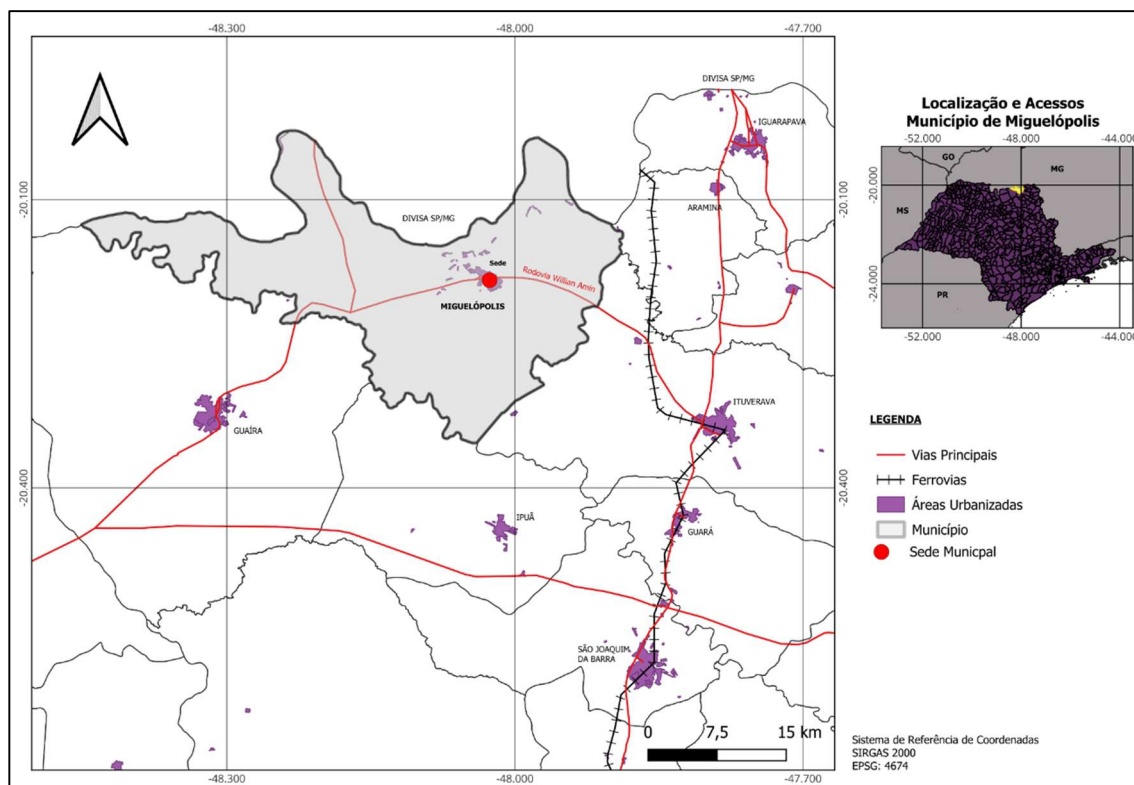 -48.300
-48.000
-47.700
DIVISA SP/MG
IGUARAPAVA
-20.100
-20.100
ARAMINA
DIVISA SP/MG
Sede
Rodovia Willian Amin
MIGUELÓPOLIS
ITUVERAVA
GUAÍRA
-20.400
-20.400
IPUÃ
GUARÁ
SÃO JOAQUIM
DA BARRA
0 7,5 15 km
-48.300
-48.000
-47.700
Localização e Acessos
Município de Miguelópolis
-52.000
-48.000
-44.000
GO
MG
-20.000
-20.000
MS
-24.000
-24.000
PR
-52.000
-48.000
-44.000
LEGENDA
Vias Principais
Ferrovias
Áreas Urbanizadas
Município
Sede Municpal
Sistema de Referência de Coordenadas
SIRGAS 2000
EPSG: 4674